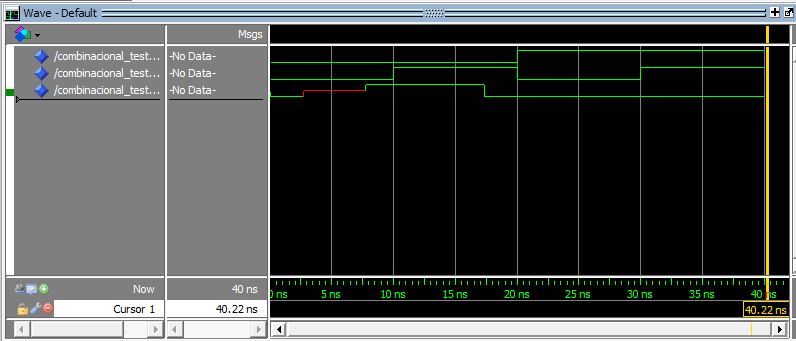 Wave - Default
Msgs
/combinacional_test... -No Data-
/combinacional_test... -No Data-
/combinacional_test... -No Data-
Now 40 ns
Cursor 1 40.22 ns
0 ns 5 ns 10 ns 15 ns 20 ns 25 ns 30 ns 35 ns 40 ns
40.22 ns